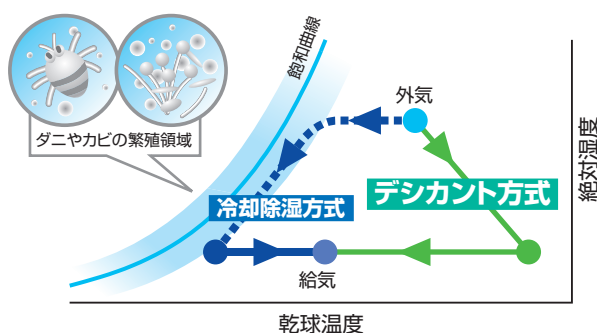 飽和曲線
外気
ダニやカビの繁殖領域
デシカント方式
冷却除湿方式
絶対湿度
給気
乾球温度